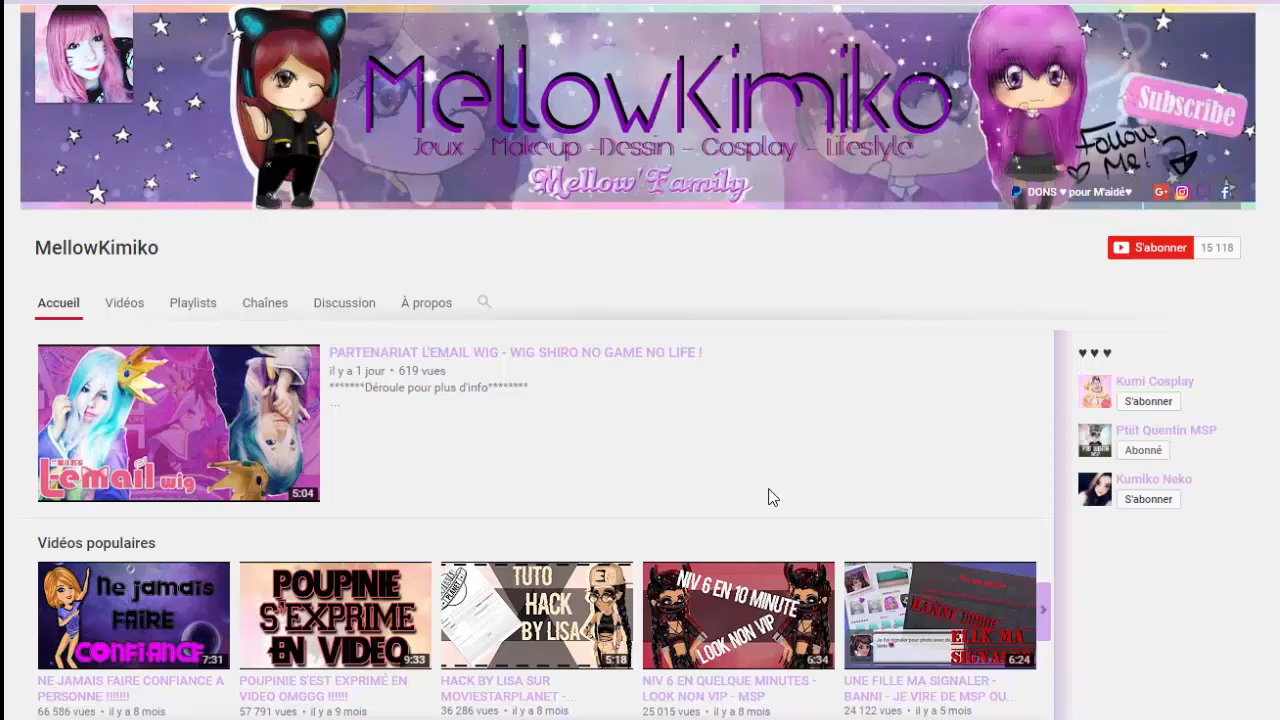 MellowKimiko
Jeux - Makeup -Dessin - Cosplay - Lifestyle
Mellow'Family
Subscribe
Follow
Me!
DONS ♥ pour M'aidé♥
MellowKimiko
S'abonner 15 118
Accueil Vidéos Playlists Chaînes Discussion À propos
PARTENARIAT L'EMAIL WIG - WIG SHIRO NO GAME NO LIFE !
il y a 1 jour • 619 vues
*******Déroule pour plus d'info********
...
L'email wig
5:04
♥ ♥ ♥
Kumi Cosplay
S'abonner
Ptiit Quentin MSP
Abonné
Kumiko Neko
S'abonner
Vidéos populaires
Ne jamais
FAIRE
CONFIANCE
7:31
NE JAMAIS FAIRE CONFIANCE A
PERSONNE !!!!!!!
66 586 vues • il y a 8 mois
POUPINIE
S'EXPRIME
EN VIDEO
9:33
POUPINIE S'EST EXPRIMÉ EN
VIDEO OMGGG !!!!!!
57 791 vues • il y a 9 mois
TUTO
HACK
BY LISA
5:18
HACK BY LISA SUR
MOVIESTARPLANET -...
36 286 vues • il y a 8 mois
NIV 6 EN 10 MINUTE
LOOK NON VIP
6:34
NIV 6 EN QUELQUE MINUTES -
LOOK NON VIP - MSP
25 015 vues • il y a 8 mois
ELLE MA
6:24
UNE FILLE MA SIGNALER -
BANNI - JE VIRE DE MSP OU...
24 122 vues • il y a 5 mois